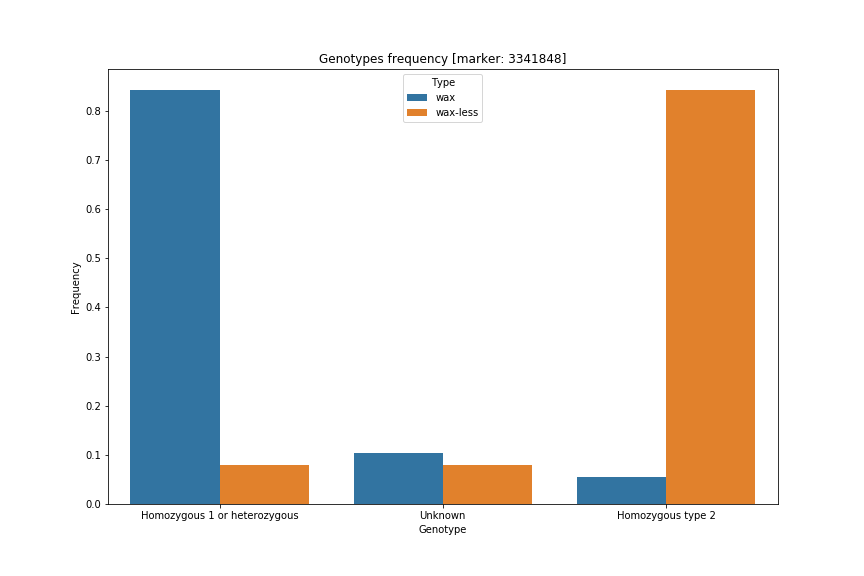 Genotypes frequency [marker: 3341848]
Type
wax
wax-less
Frequency
0.8
0.7
0.6
0.5
0.4
0.3
0.2
0.1
0.0
Homozygous 1 or heterozygous
Unknown
Homozygous type 2
Genotype